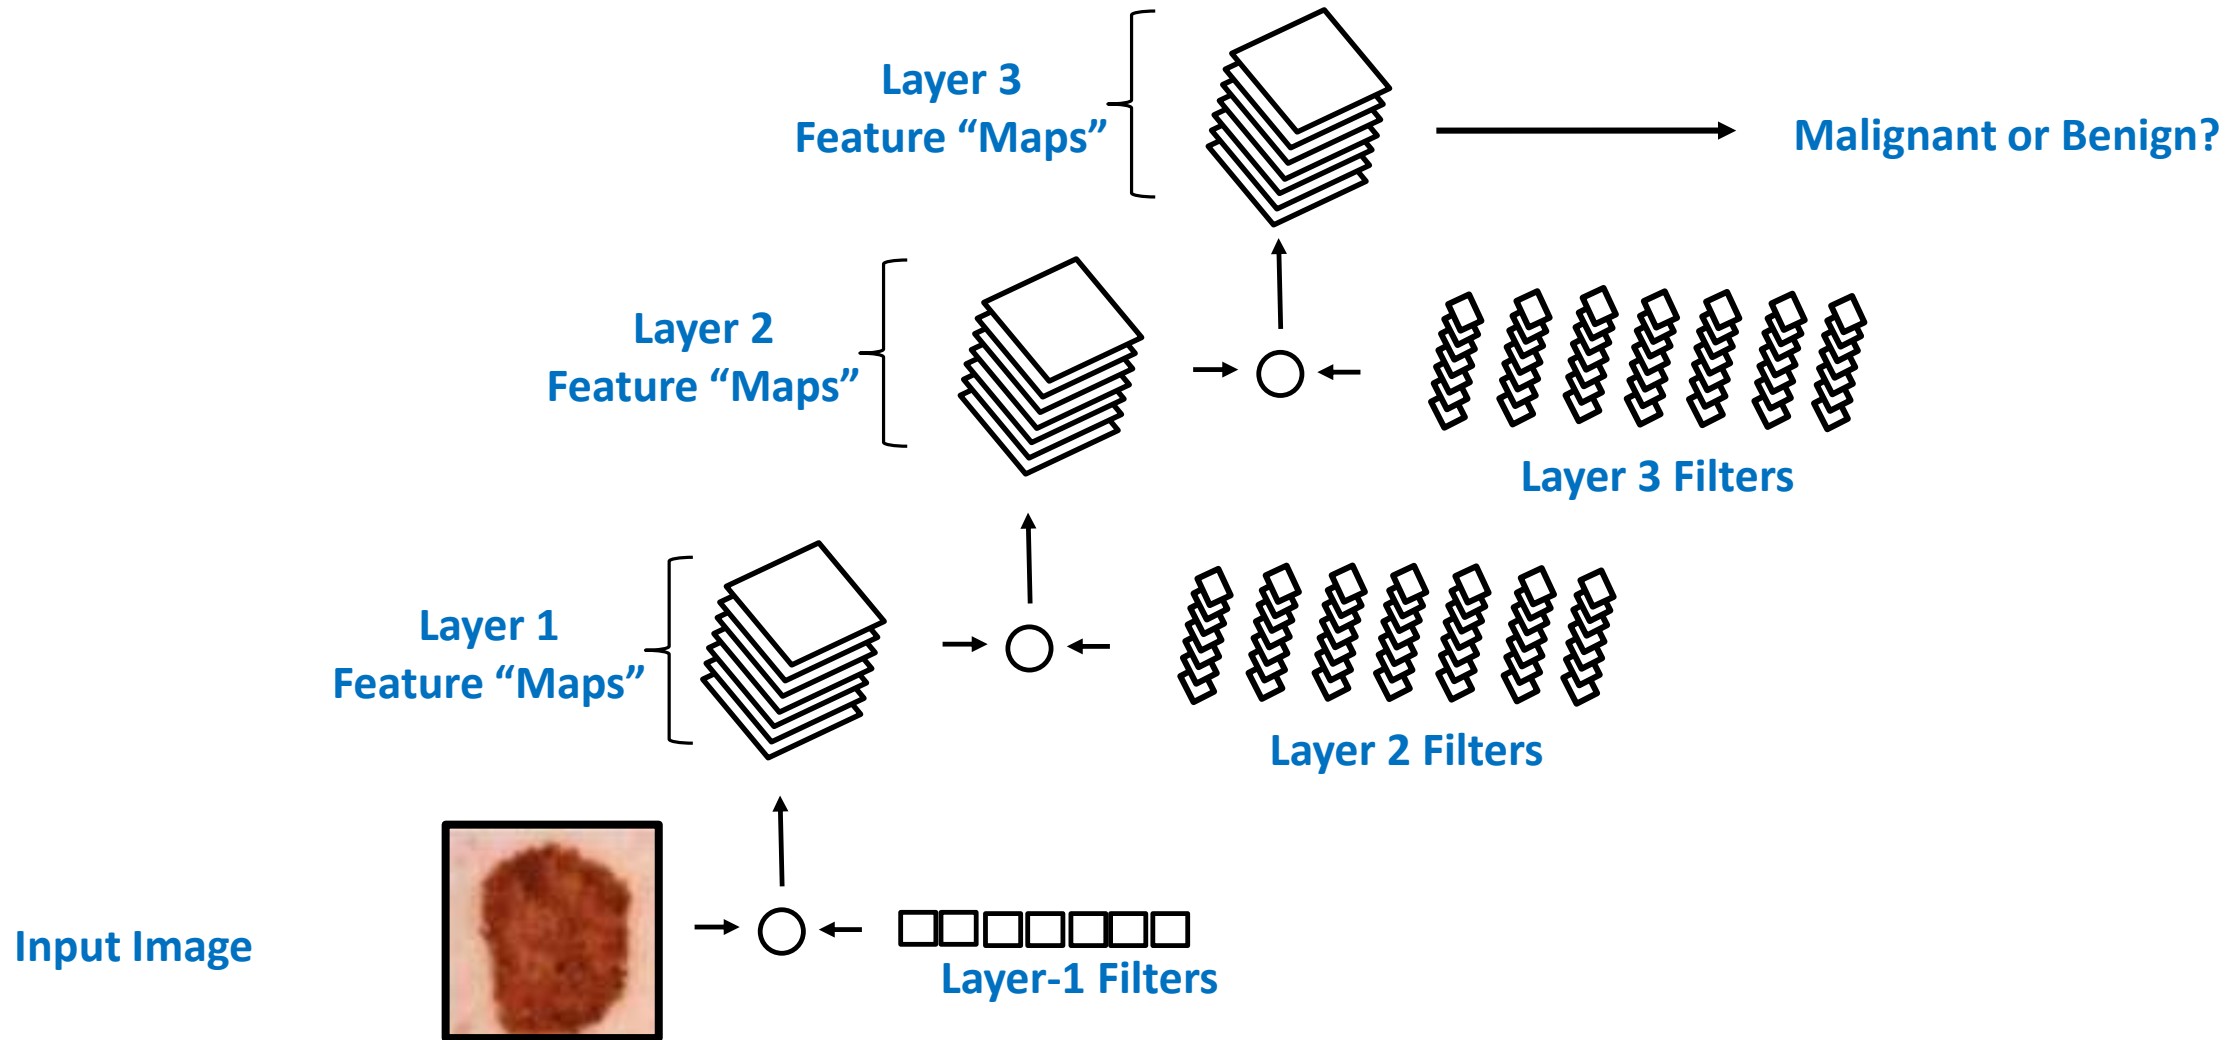 Layer 3
Feature “Maps”
Malignant or Benign?
Layer 2
Feature “Maps”
Layer 3 Filters
Layer 1
Feature “Maps”
Layer 2 Filters
Input Image
Layer-1 Filters